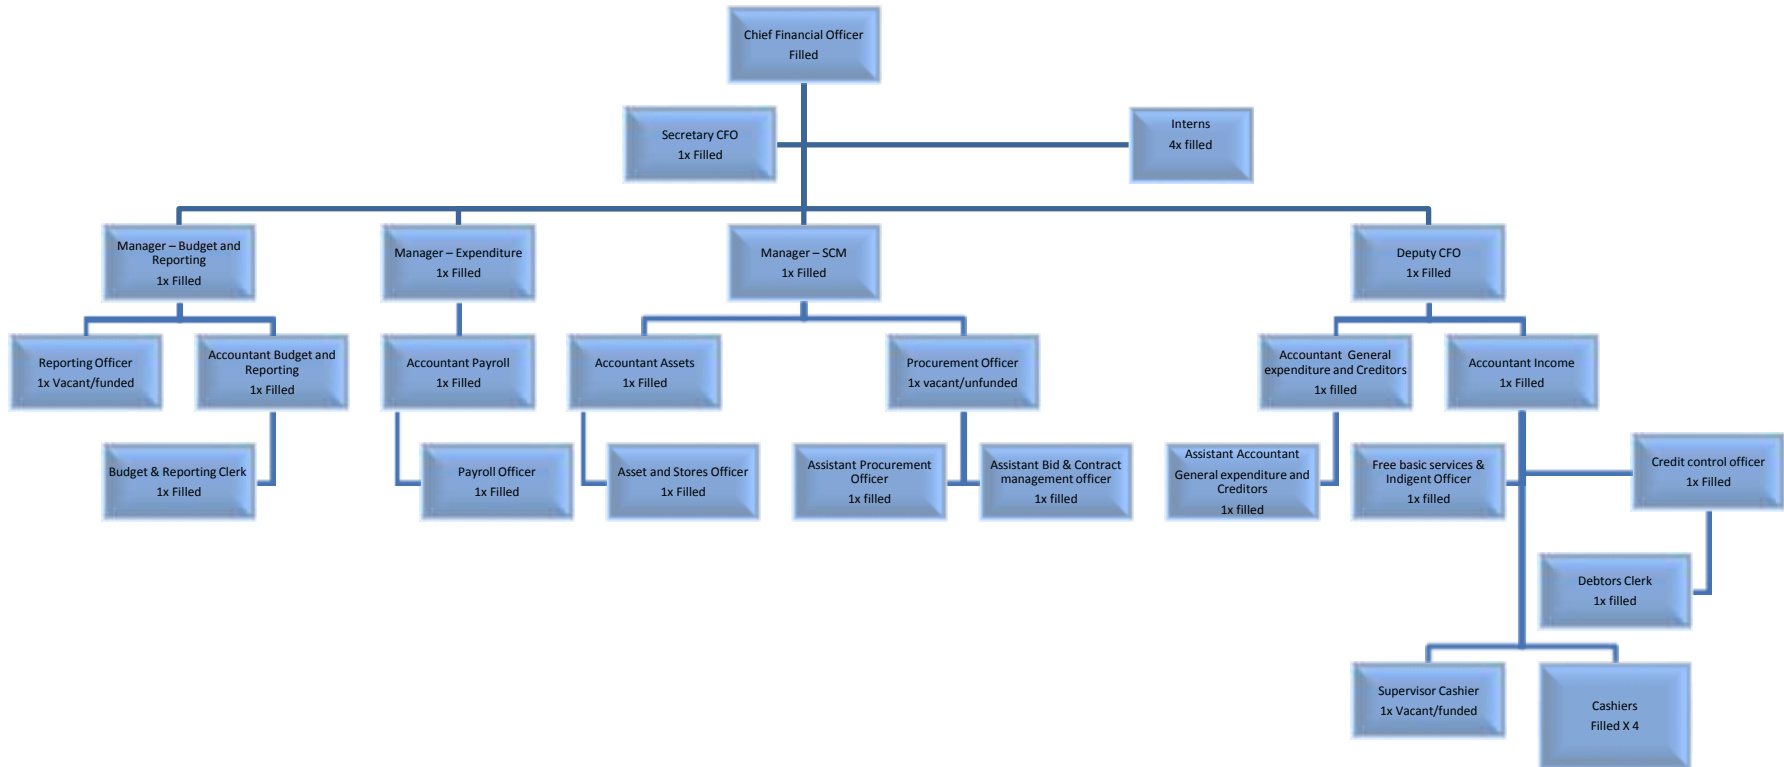 Chief Financial Officer
Filled
Secretary CFO
1x Filled
Interns
4x filled
Manager – Budget and
Reporting
1x Filled
Manager – Expenditure
1x Filled
Manager – SCM
1x Filled
Deputy CFO
1x Filled
Reporting Officer
1x Vacant/funded
Accountant Budget and
Reporting
1x Filled
Accountant Payroll
1x Filled
Accountant Assets
1x Filled
Procurement Officer
1x vacant/unfunded
Accountant General
expenditure and Creditors
1x filled
Accountant Income
1x Filled
Budget & Reporting Clerk
1x Filled
Payroll Officer
1x Filled
Asset and Stores Officer
1x Filled
Assistant Procurement
Officer
1x filled
Assistant Bid & Contract
management officer
1x filled
Assistant Accountant
General expenditure and
Creditors
1x filled
Free basic services &
Indigent Officer
1x filled
Credit control officer
1x Filled
Debtors Clerk
1x filled
Supervisor Cashier
1x Vacant/funded
Cashiers
Filled X 4